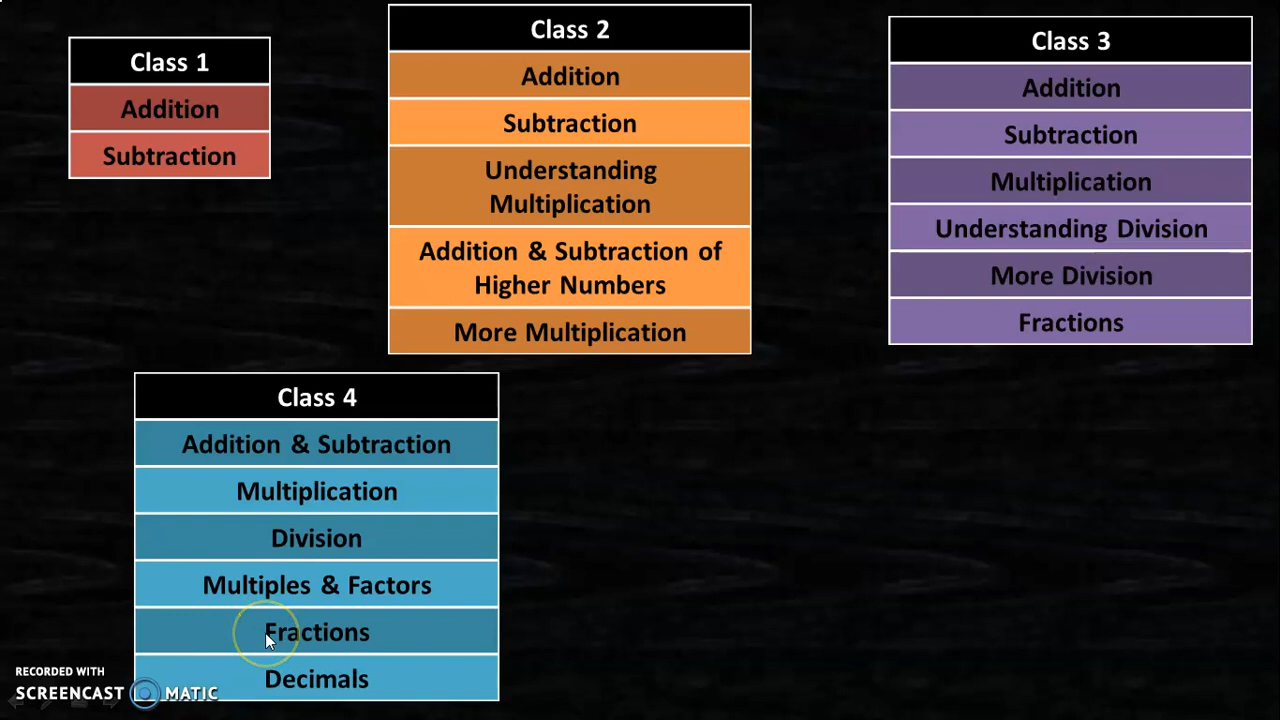 Class 1
Addition
Subtraction
Class 2
Addition
Subtraction
Understanding
Multiplication
Addition & Subtraction of
Higher Numbers
More Multiplication
Class 3
Addition
Subtraction
Multiplication
Understanding Division
More Division
Fractions
Class 4
Addition & Subtraction
Multiplication
Division
Multiples & Factors
Fractions
Decimals
RECORDED WITH
SCREENCAST MATIC